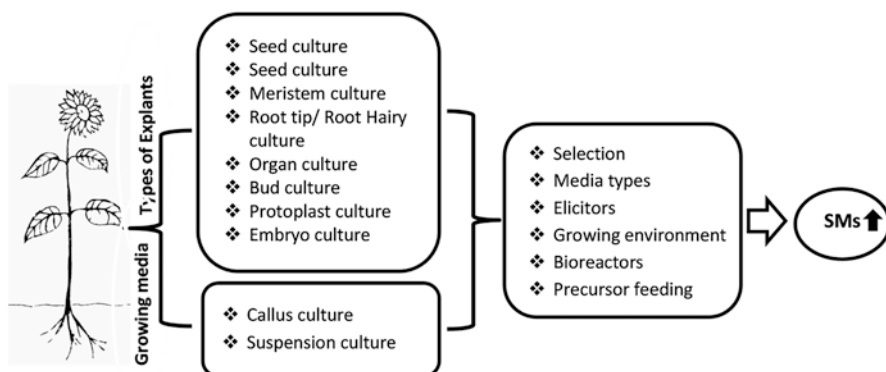 Types of Explants
Growing media
❖ Seed culture
❖ Seed culture
❖ Meristem culture
❖ Root tip/ Root Hairy
culture
❖ Organ culture
❖ Bud culture
❖ Protoplast culture
❖ Embryo culture
❖ Callus culture
❖ Suspension culture
❖ Selection
❖ Media types
❖ Elicitors
❖ Growing environment
❖ Bioreactors
❖ Precursor feeding
SMs